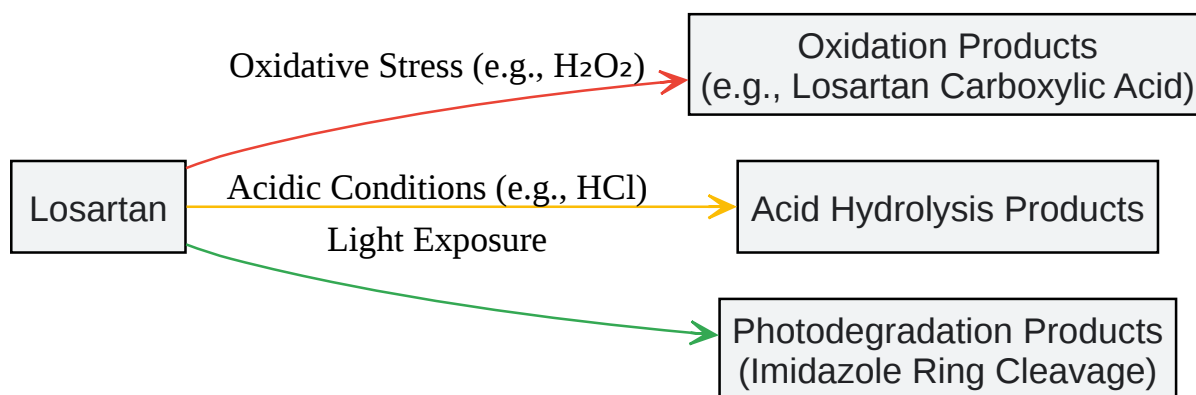 Oxidative Stress (e.g., H₂O₂)
Oxidation Products
(e.g., Losartan Carboxylic Acid)
Losartan
Acidic Conditions (e.g., HCl)
Acid Hydrolysis Products
Light Exposure
Photodegradation Products
(Imidazole Ring Cleavage)